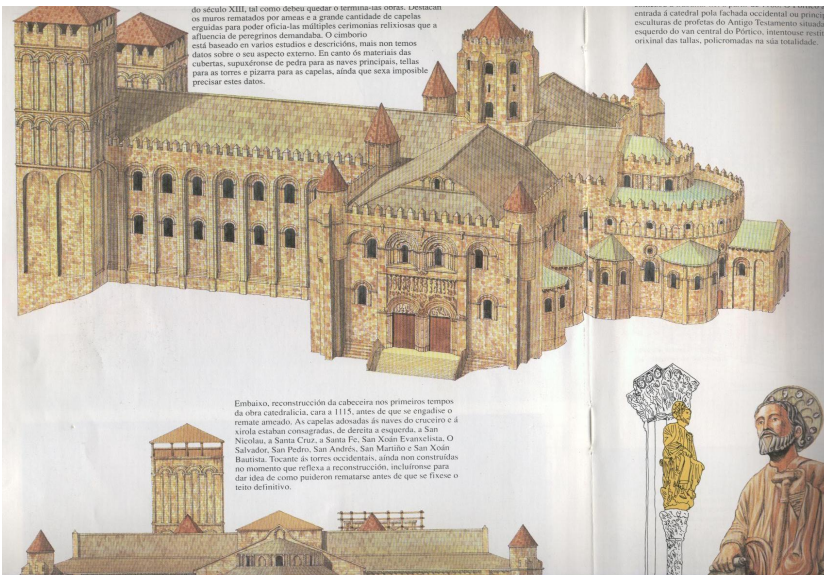 do século XIII, tal como debeu quedar ó termina-las obras. Destacan
os muros rematados por ameas e a grande cantidade de capelas
erguidas para poder oficia-las múltiples cerimonias relixiosas que a
afluencia de peregrinos demandaba. O cimborio
está baseado en varios estudios e descricións, mais non temos
datos sobre o seu aspecto externo. En canto ós materiais das
cubertas, supuxéronse de pedra para as naves principais, tellas
para as torres e pizarra para as capelas, aínda que sexa imposible
precisar estes datos.
entrada á catedral pola fachada occidental ou princip
esculturas de profetas do Antigo Testamento situada
esquerdo do van central do Pórtico, intentouse restit
orixinal das tallas, policromadas na súa totalidade.
Embaixo, reconstrucción da cabeceira nos primeiros tempos
da obra catedralicia, cara a 1115, antes de que se engadise o
remate ameado. As capelas adosadas ás naves do cruceiro e á
xirola estaban consagradas, de dereita a esquerda, a San
Nicolau, a Santa Cruz, a Santa Fe, San Xoán Evanxelista, O
Salvador, San Pedro, San Andrés, San Martiño e San Xoán
Bautista. Tocante ás torres occidentais, aínda non construídas
no momento que reflexa a reconstrucción, incluíronse para
dar idea de como puideron rematarse antes de que se fixese o
teito definitivo.